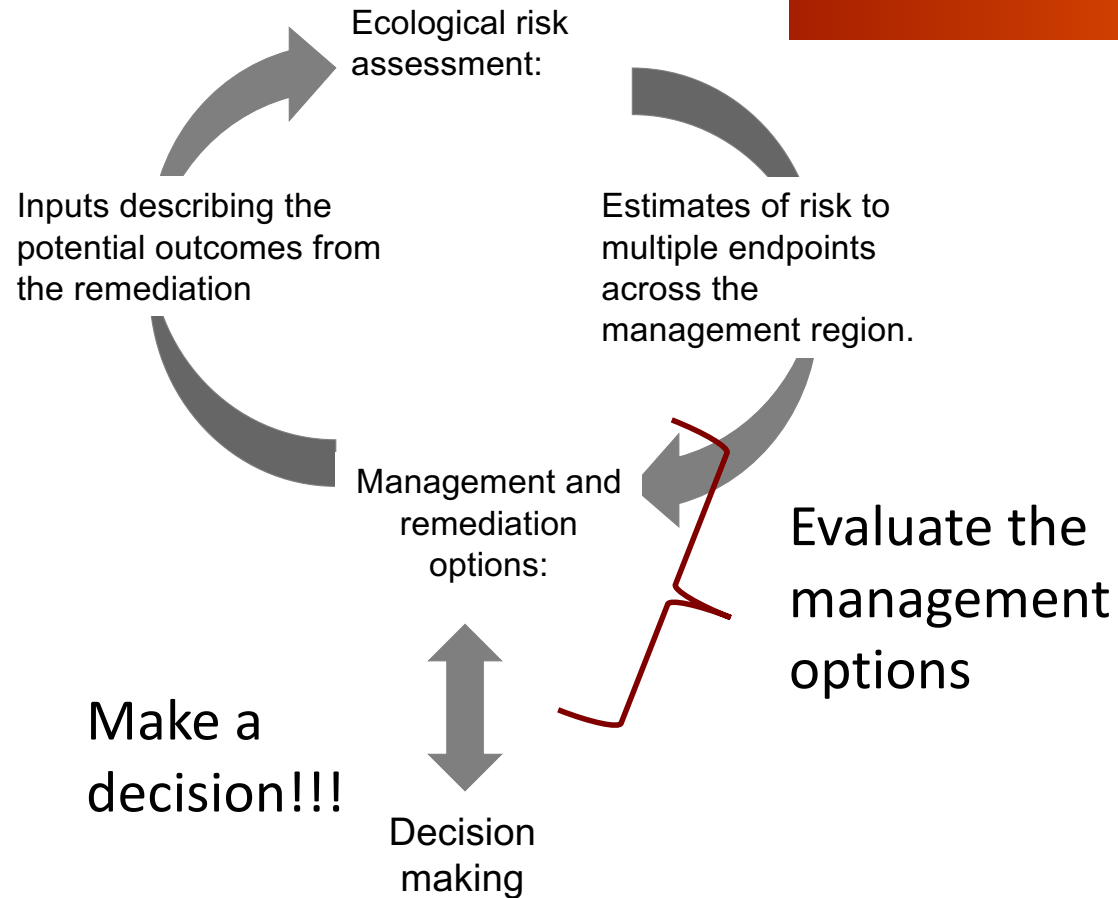 Ecological risk
assessment:
Inputs describing the
potential outcomes from
the remediation
Estimates of risk to
multiple endpoints
across the
management region.
Management and
remediation
options:
Evaluate the
management
options
Make a
decision!!!
Decision
making